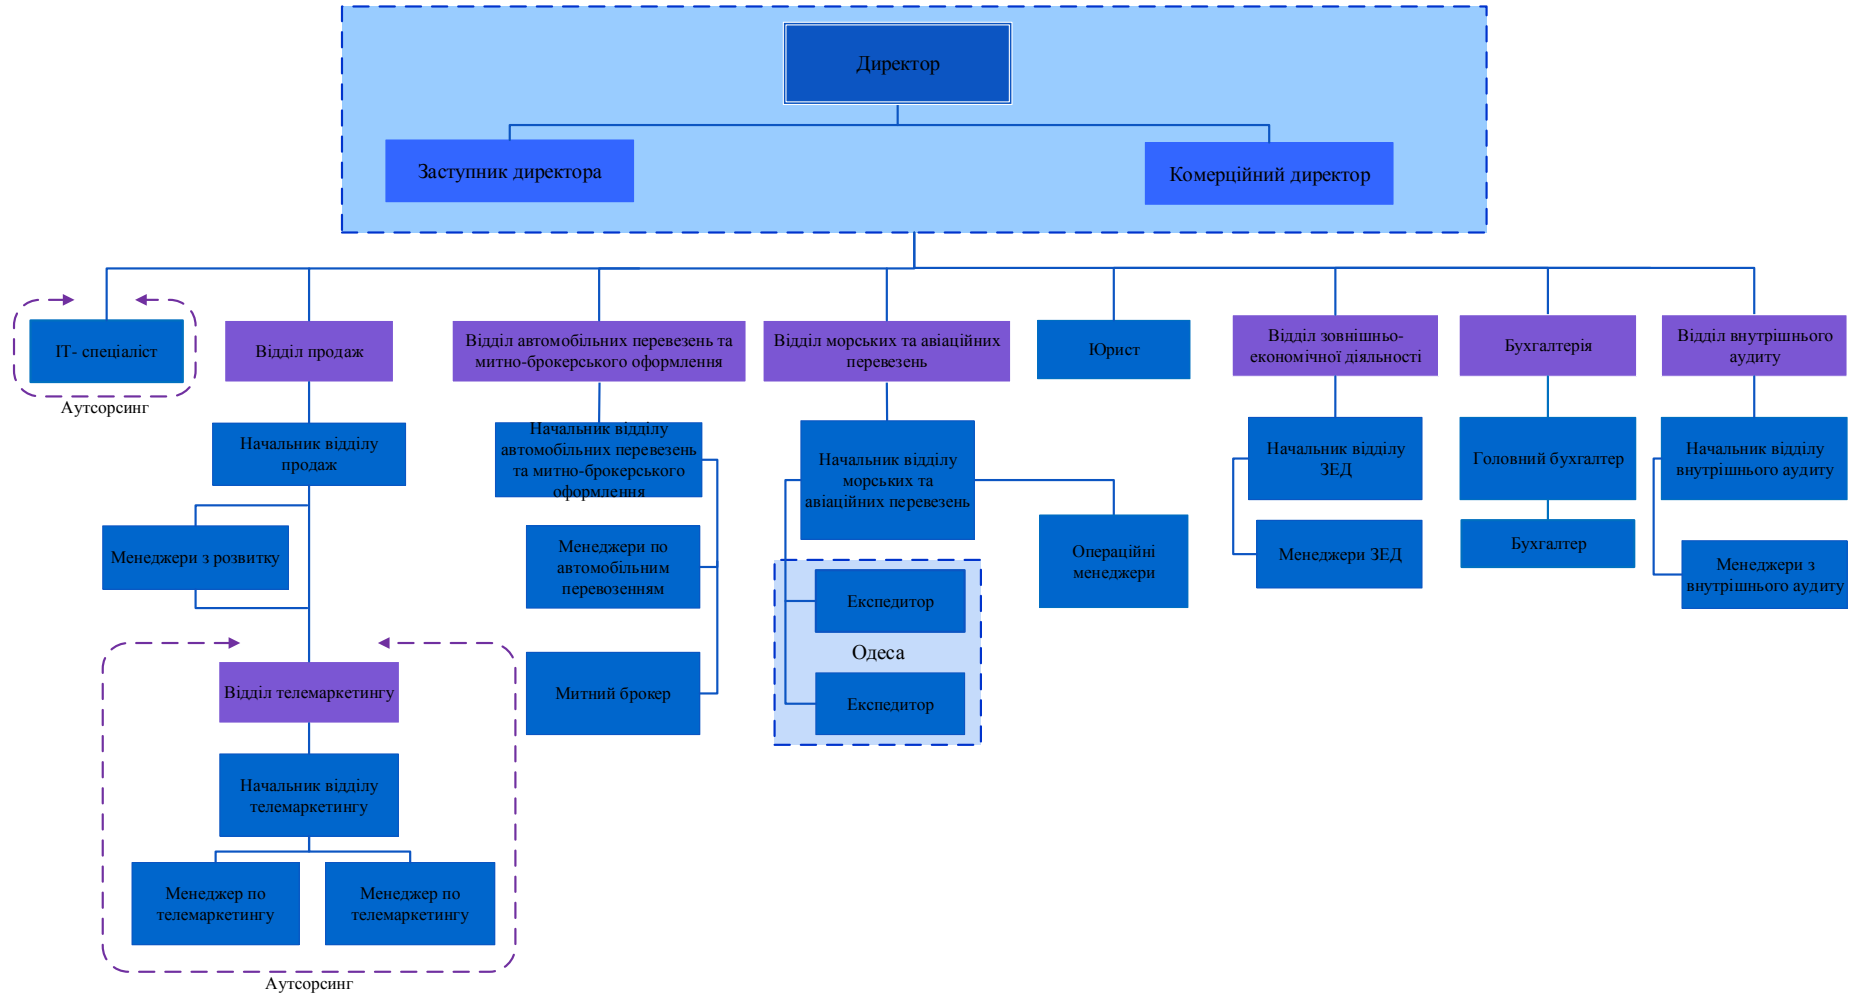 Директор
Заступник директора
Комерційний директор
ІТ- спеціаліст
Аутсорсинг
Відділ продаж
Відділ автомобільних перевезень та
митно-брокерського оформлення
Відділ морських та авіаційних
перевезень
Юрист
Відділ зовнішньо-
економічної діяльності
Бухгалтерія
Відділ внутрішнього
аудиту
Начальник відділу
продаж
Начальник відділу
автомобільних перевезень
та митно-брокерського
оформлення
Начальник відділу
морських та
авіаційних перевезень
Начальник відділу
ЗЕД
Головний бухгалтер
Начальник відділу
внутрішнього аудиту
Менеджери з розвитку
Менеджери по
автомобільним
перевозенням
Операційні
менеджери
Менеджери ЗЕД
Бухгалтер
Менеджери з
внутрішнього аудиту
Експедитор
Одеса
Експедитор
Митний брокер
Відділ телемаркетингу
Начальник відділу
телемаркетингу
Менеджер по
телемаркетингу
Менеджер по
телемаркетингу
Аутсорсинг